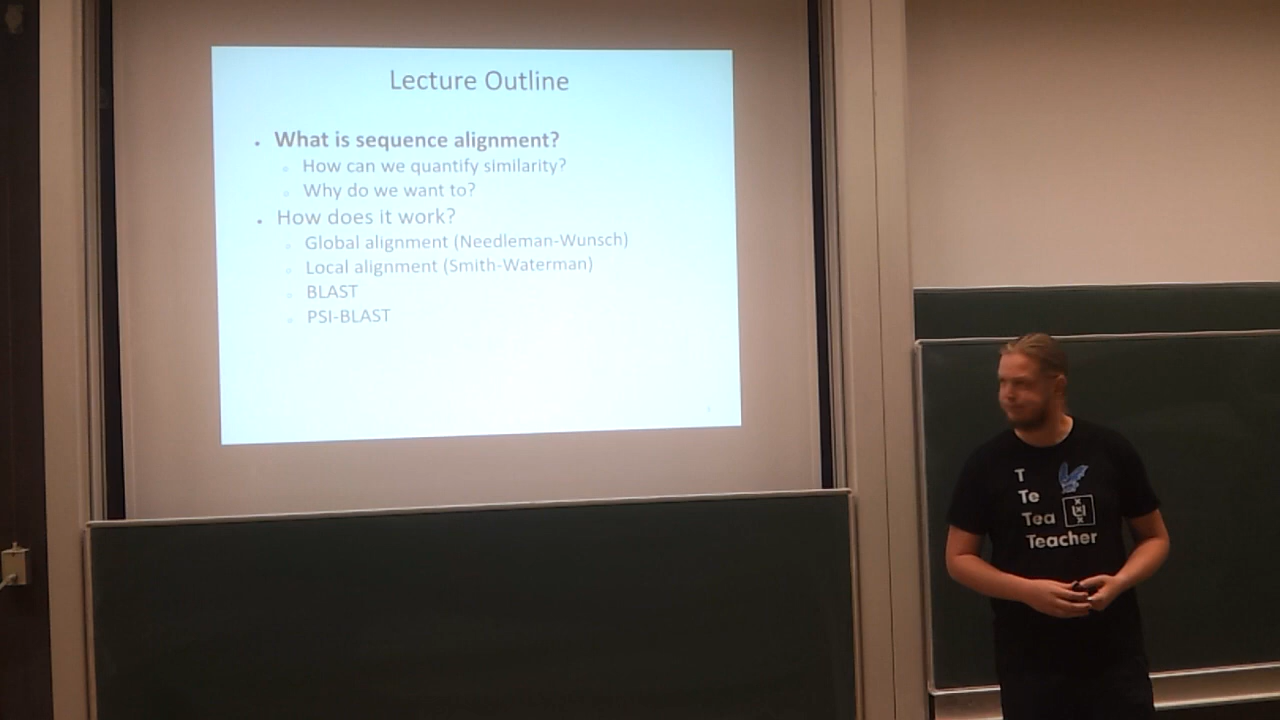 Lecture Outline
• What is sequence alignment?
○ How can we quantify similarity?
○ Why do we want to?
• How does it work?
○ Global alignment (Needleman-Wunsch)
○ Local alignment (Smith-Waterman)
○ BLAST
○ PSI-BLAST
T
Te
Tea
Teacher